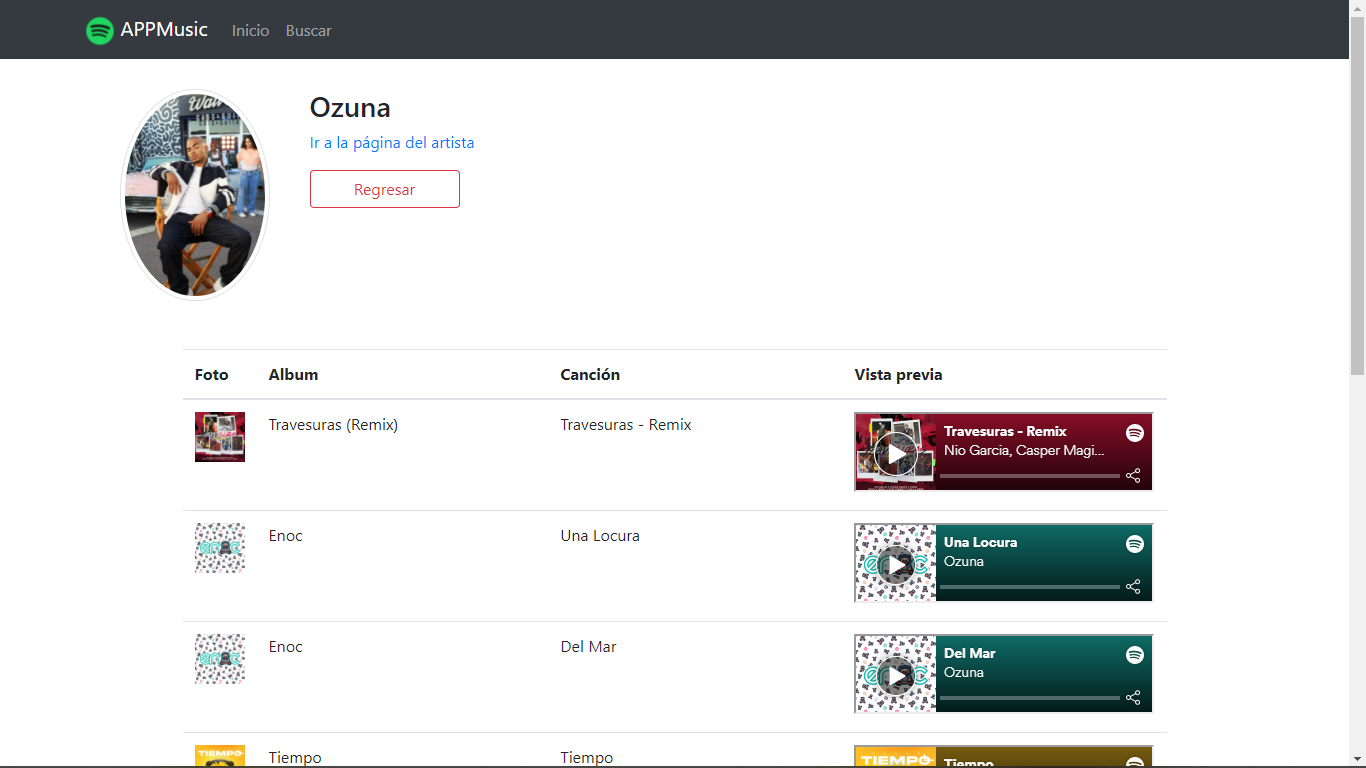 APPMusic Inicio Buscar
Ozuna
Ir a la página del artista
Regresar
Foto Album Canción Vista previa
Travesuras (Remix) Travesuras - Remix
Travesuras - Remix
Nio Garcia, Casper Magi...
Enoc Una Locura
enoc
Una Locura
Ozuna
Enoc Del Mar
enoc
Del Mar
Ozuna
TIEMPO
Tiempo Tiempo
TIEMPO
Tiempo